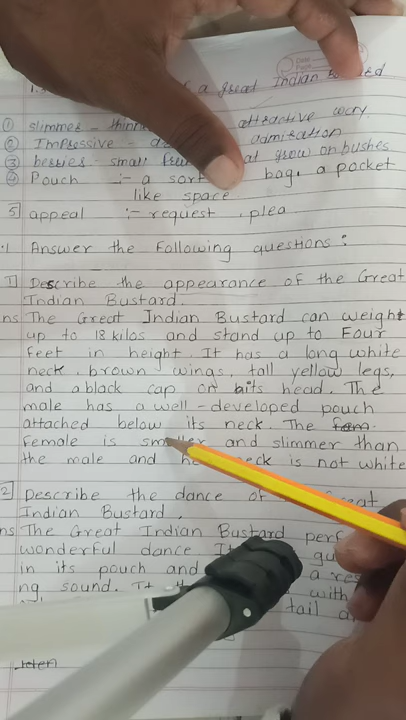 of a great Indian
① slimmer - attractive
② Impressive - admiration
③ berries - small at grow on bushes
④ Pouch :- a sort bag, a pocket
like space
5 appeal :- request, plea
Answer the Following questions:
1 Describe the appearance of the Great
Indian Bustard.
ns The Great Indian Bustard can weight
up to 18 kilos and stand up to Four
Feet in height. It has a long white
neck, brown wings, tall yellow legs,
and a black cap on its head. The
male has a well-developed pouch
attached below its neck. The
Female is smaller and slimmer than
the male and neck is not white
2 Describe the dance of
Indian Bustard.
ns The Great Indian Bustard
wonderful dance. It
in its pouch and a
ng sound. It with
tail